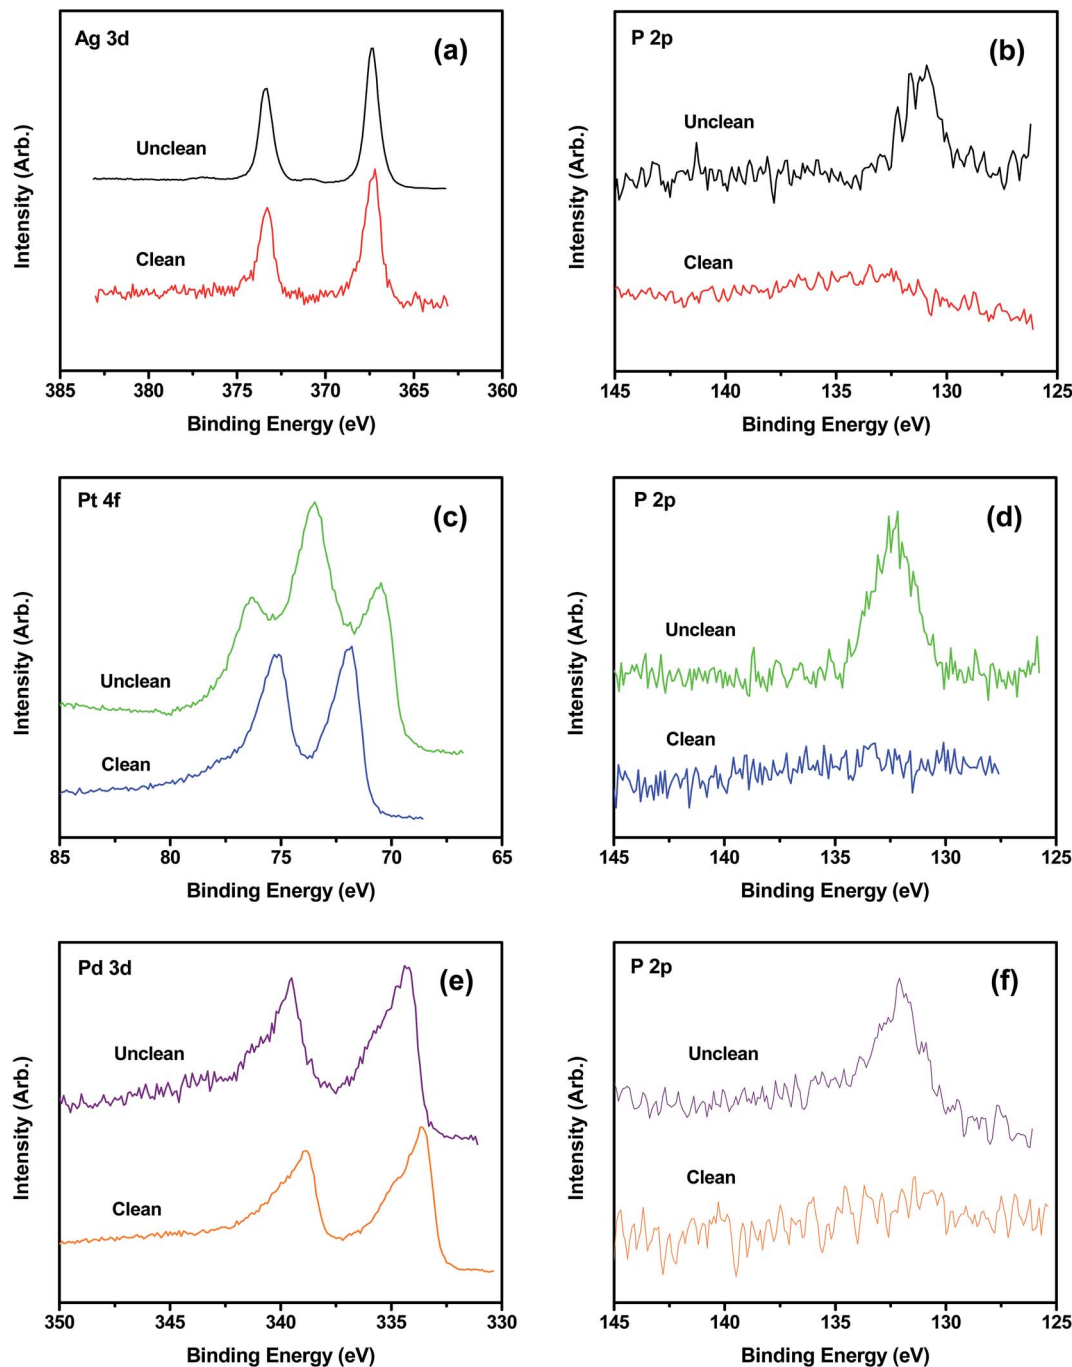 Ag 3d
(a)
Unclean
Clean
Intensity (Arb.)
385 380 375 370 365 360
Binding Energy (eV)
P 2p
(b)
Unclean
Clean
Intensity (Arb.)
145 140 135 130 125
Binding Energy (eV)
Pt 4f
(c)
Unclean
Clean
Intensity (Arb.)
85 80 75 70 65
Binding Energy (eV)
P 2p
(d)
Unclean
Clean
Intensity (Arb.)
145 140 135 130 125
Binding Energy (eV)
Pd 3d
(e)
Unclean
Clean
Intensity (Arb.)
350 345 340 335 330
Binding Energy (eV)
P 2p
(f)
Unclean
Clean
Intensity (Arb.)
145 140 135 130 125
Binding Energy (eV)